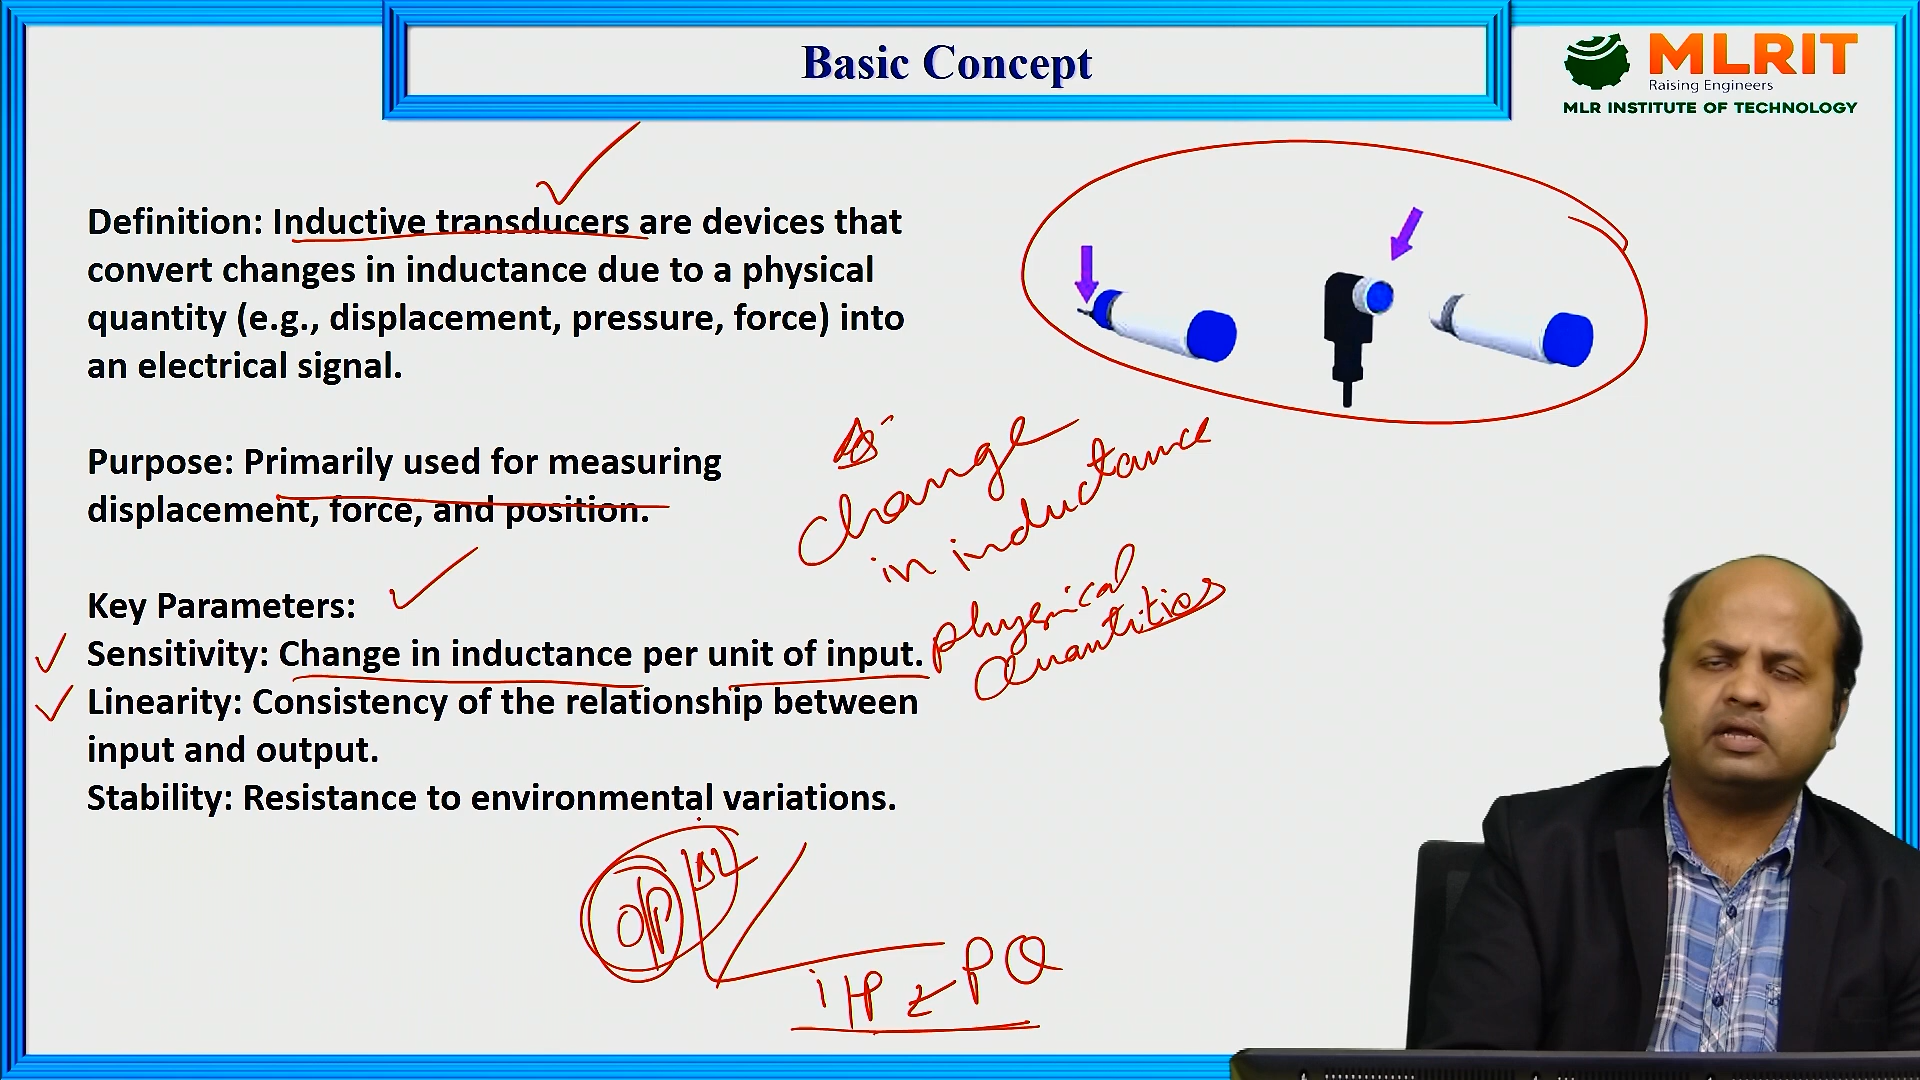 Basic Concept
MLRIT
Raising Engineers
MLR INSTITUTE OF TECHNOLOGY
Definition: Inductive transducers are devices that
convert changes in inductance due to a physical
quantity (e.g., displacement, pressure, force) into
an electrical signal.
Purpose: Primarily used for measuring
displacement, force, and position.
Key Parameters:
Sensitivity: Change in inductance per unit of input.
Linearity: Consistency of the relationship between
input and output.
Stability: Resistance to environmental variations.
change
in inductance
physical
quantities
O/P
ΔL
i/P
PQ